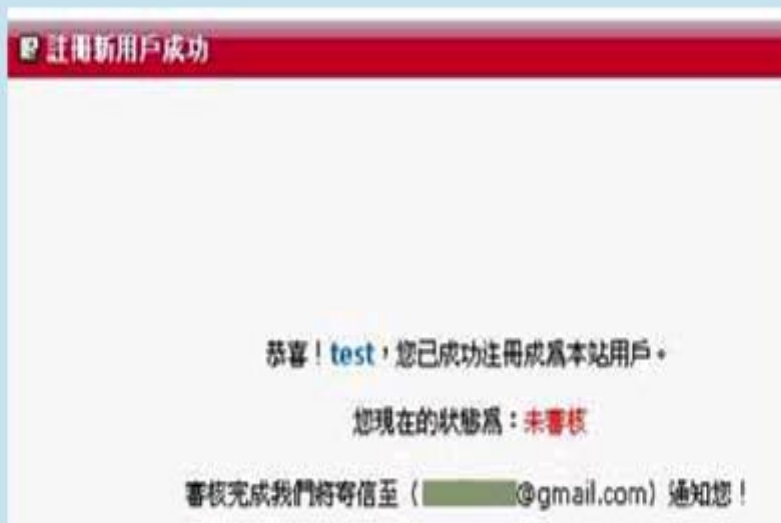 註冊新用戶成功
恭喜！test，您已成功注冊成爲本站用戶。
您現在的狀態爲：未審核
審核完成我們將寄信至（@gmail.com）通知您！